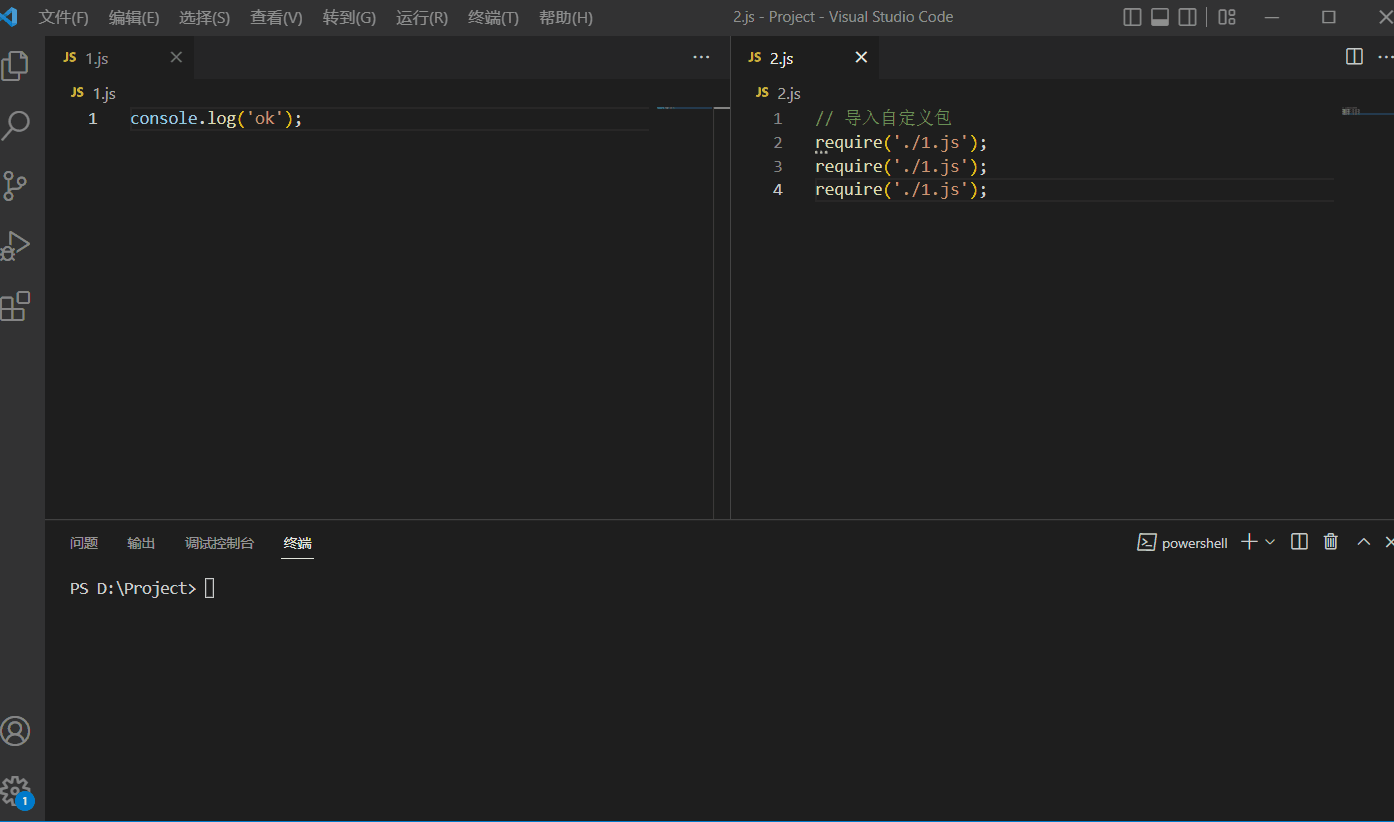 文件(F) 编辑(E) 选择(S) 查看(V) 转到(G) 运行(R) 终端(T) 帮助(H) 2.js - Project - Visual Studio Code
JS 1.js
JS 1.js
1 console.log('ok');
JS 2.js
JS 2.js
1 // 导入自定义包
2 require('./1.js');
3 require('./1.js');
4 require('./1.js');
问题 输出 调试控制台 终端 powershell
PS D:\Project>
1